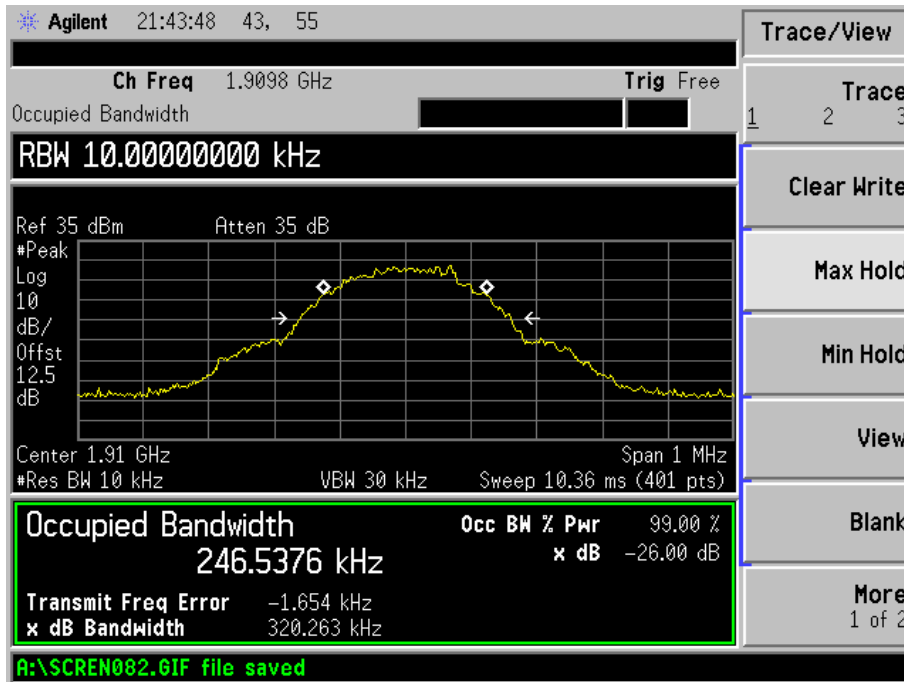 Agilent 21:43:48 43, 55
Trace/View
Ch Freq 1.9098 GHz Trig Free
Occupied Bandwidth
Trace
1 2 3
RBW 10.00000000 kHz
Clear Write
Ref 35 dBm Atten 35 dB
#Peak
Log
10
dB/
Offst
12.5
dB
Max Hold
Min Hold
View
Center 1.91 GHz Span 1 MHz
#Res BW 10 kHz VBW 30 kHz Sweep 10.36 ms (401 pts)
Occupied Bandwidth Occ BW % Pwr 99.00 %
246.5376 kHz x dB -26.00 dB
Blank
Transmit Freq Error -1.654 kHz
x dB Bandwidth 320.263 kHz
More
1 of 2
A:\SCREN082.GIF file saved